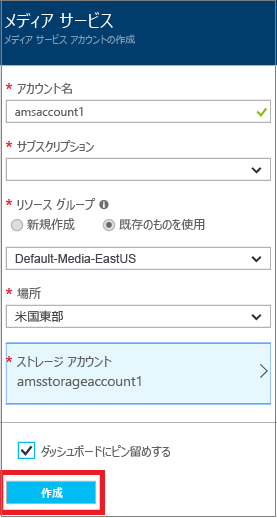 メディア サービス
メディア サービス アカウントの作成
* アカウント名
amsaccount1
* サブスクリプション
* リソース グループ
新規作成 既存のものを使用
Default-Media-EastUS
* 場所
米国東部
* ストレージ アカウント
amsstorageaccount1
ダッシュボードにピン留めする
作成